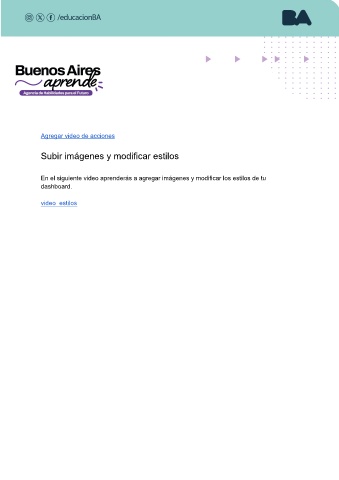 /educacionBA
BA
Buenos Aires
aprende
Agencia de Habilidades para el Futuro
Agregar video de acciones
Subir imágenes y modificar estilos
En el siguiente video aprenderás a agregar imágenes y modificar los estilos de tu
dashboard.
video_estilos